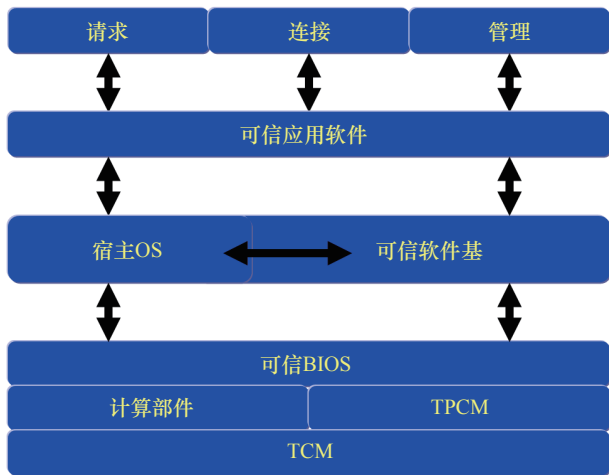 请求 连接 管理
可信应用软件
宿主OS 可信软件基
可信BIOS
计算部件 TPCM
TCM